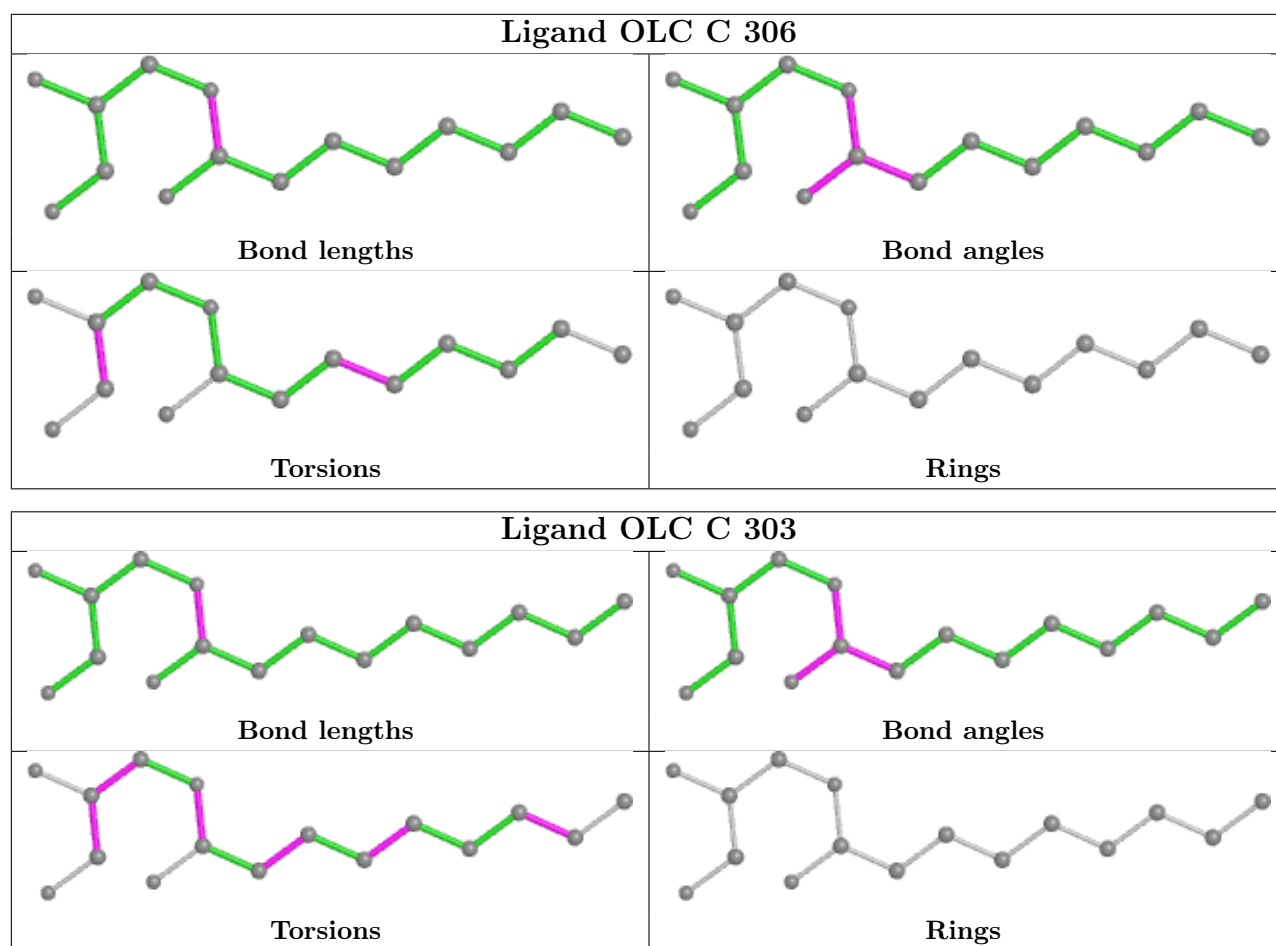 Ligand OLC C 306
Bond lengths
Bond angles
Torsions
Rings
Ligand OLC C 303
Bond lengths
Bond angles
Torsions
Rings